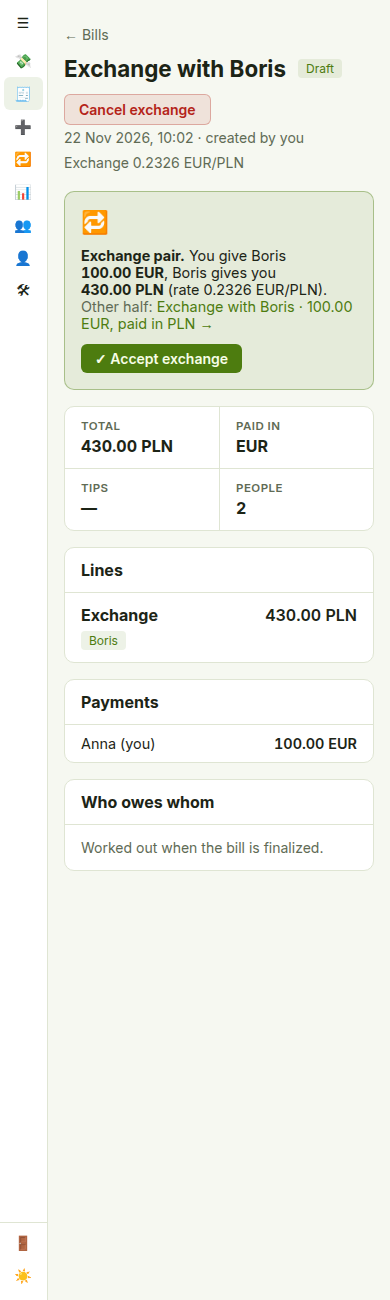 ← Bills
Exchange with Boris Draft
Cancel exchange
22 Nov 2026, 10:02 · created by you
Exchange 0.2326 EUR/PLN
Exchange pair. You give Boris
100.00 EUR, Boris gives you
430.00 PLN (rate 0.2326 EUR/PLN).
Other half: Exchange with Boris · 100.00
EUR, paid in PLN →
✓ Accept exchange
TOTAL
430.00 PLN
PAID IN
EUR
TIPS
—
PEOPLE
2
Lines
Exchange 430.00 PLN
Boris
Payments
Anna (you) 100.00 EUR
Who owes whom
Worked out when the bill is finalized.